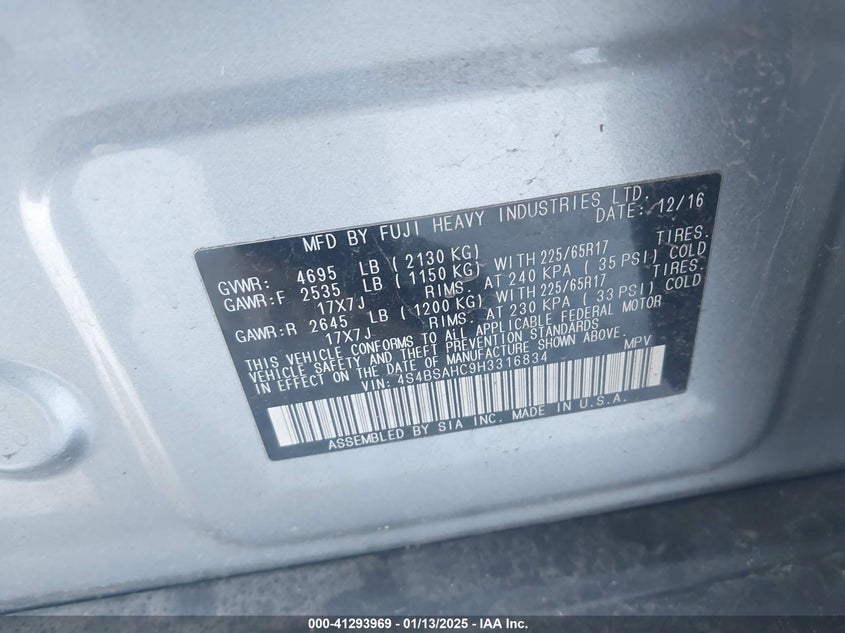 MFD BY FUJI HEAVY INDUSTRIES LTD.
DATE: 12/16
GVWR: 4695 LB ( 2130 KG)
GAWR:F 2535 LB ( 1150 KG) WITH 225/65R17 TIRES.
17X7J RIMS. AT 240 KPA ( 35 PSI) COLD
GAWR:R 2645 LB ( 1200 KG) WITH 225/65R17 TIRES.
17X7J RIMS. AT 230 KPA ( 33 PSI) COLD
THIS VEHICLE CONFORMS TO ALL APPLICABLE FEDERAL MOTOR
VEHICLE SAFETY AND THEFT PREVENTION STANDARDS
IN EFFECT ON THE DATE OF MANUFACTURE SHOWN ABOVE.
VIN: 4S4BSAHC9H3316834 MPV
ASSEMBLED BY SIA INC. MADE IN U.S.A.
000-41293969 - 01/13/2025 - IAA Inc.